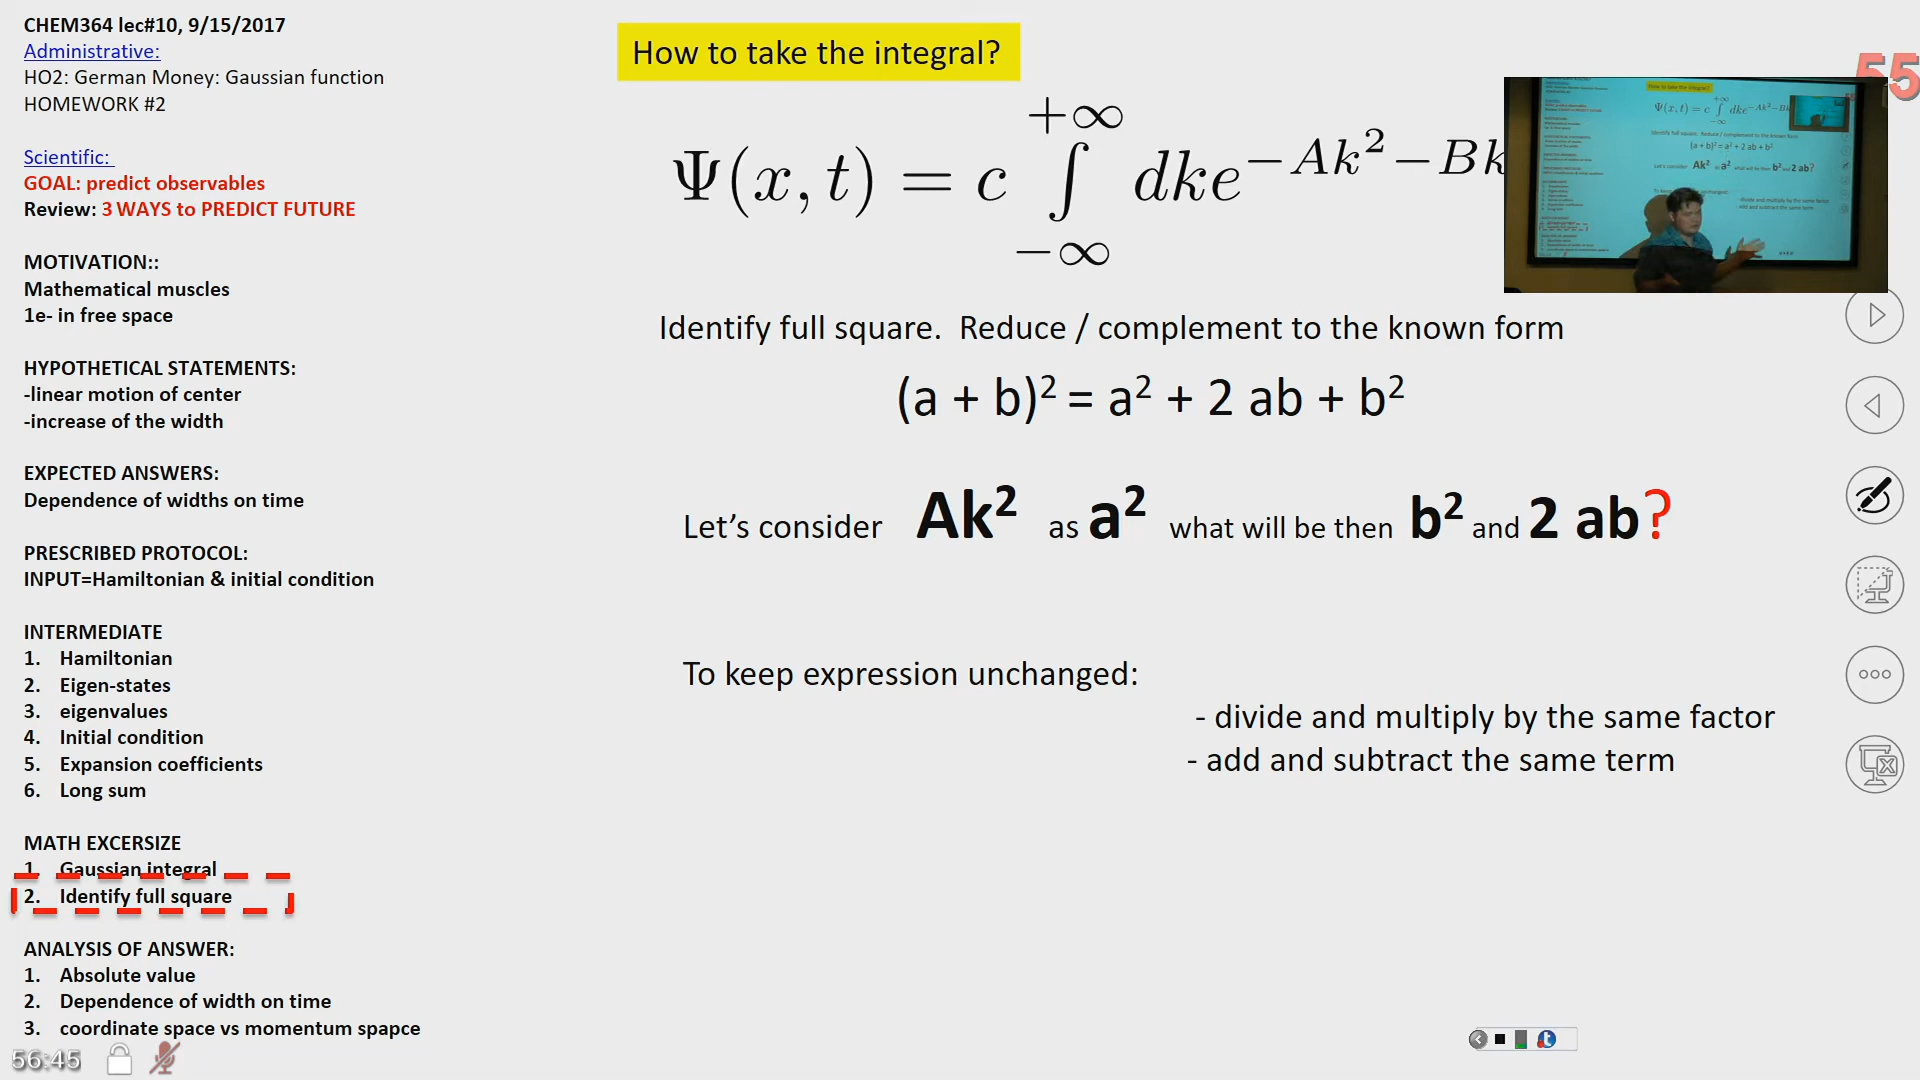 CHEM364 lec#10, 9/15/2017
Administrative:
HO2: German Money: Gaussian function
HOMEWORK #2
Scientific:
GOAL: predict observables
Review: 3 WAYS to PREDICT FUTURE
MOTIVATION::
Mathematical muscles
1e- in free space
HYPOTHETICAL STATEMENTS:
-linear motion of center
-increase of the width
EXPECTED ANSWERS:
Dependence of widths on time
PRESCRIBED PROTOCOL:
INPUT=Hamiltonian & initial condition
INTERMEDIATE
1. Hamiltonian
2. Eigen-states
3. eigenvalues
4. Initial condition
5. Expansion coefficients
6. Long sum
MATH EXCERSIZE
1. Gaussian integral
2. Identify full square
ANALYSIS OF ANSWER:
1. Absolute value
2. Dependence of width on time
3. coordinate space vs momentum spapce
56:45
How to take the integral?
55
Ψ(x, t) = c ∫₋∞⁺∞ dke^{−Ak² −Bk
Identify full square. Reduce / complement to the known form
(a + b)² = a² + 2 ab + b²
Let’s consider Ak² as a² what will be then b² and 2 ab?
To keep expression unchanged:
- divide and multiply by the same factor
- add and subtract the same term